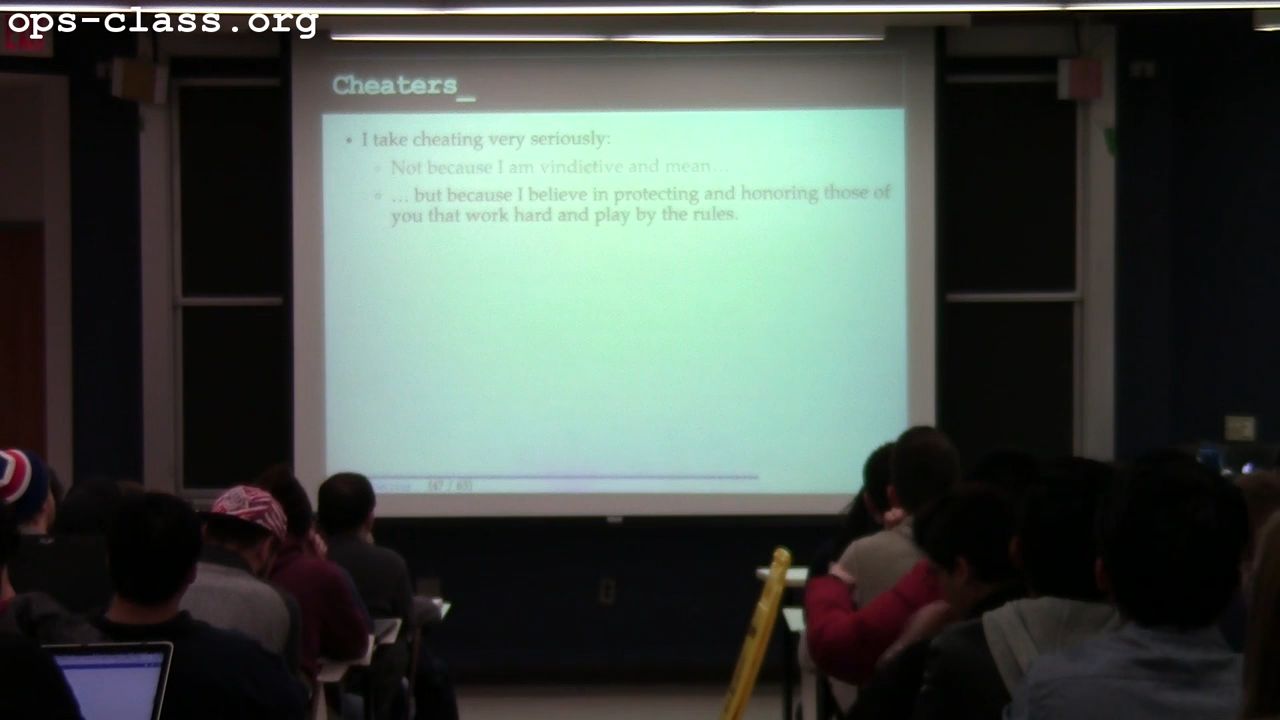 ops-class.org
Cheaters_
• I take cheating very seriously:
◦ Not because I am vindictive and mean…
◦ … but because I believe in protecting and honoring those of
you that work hard and play by the rules.